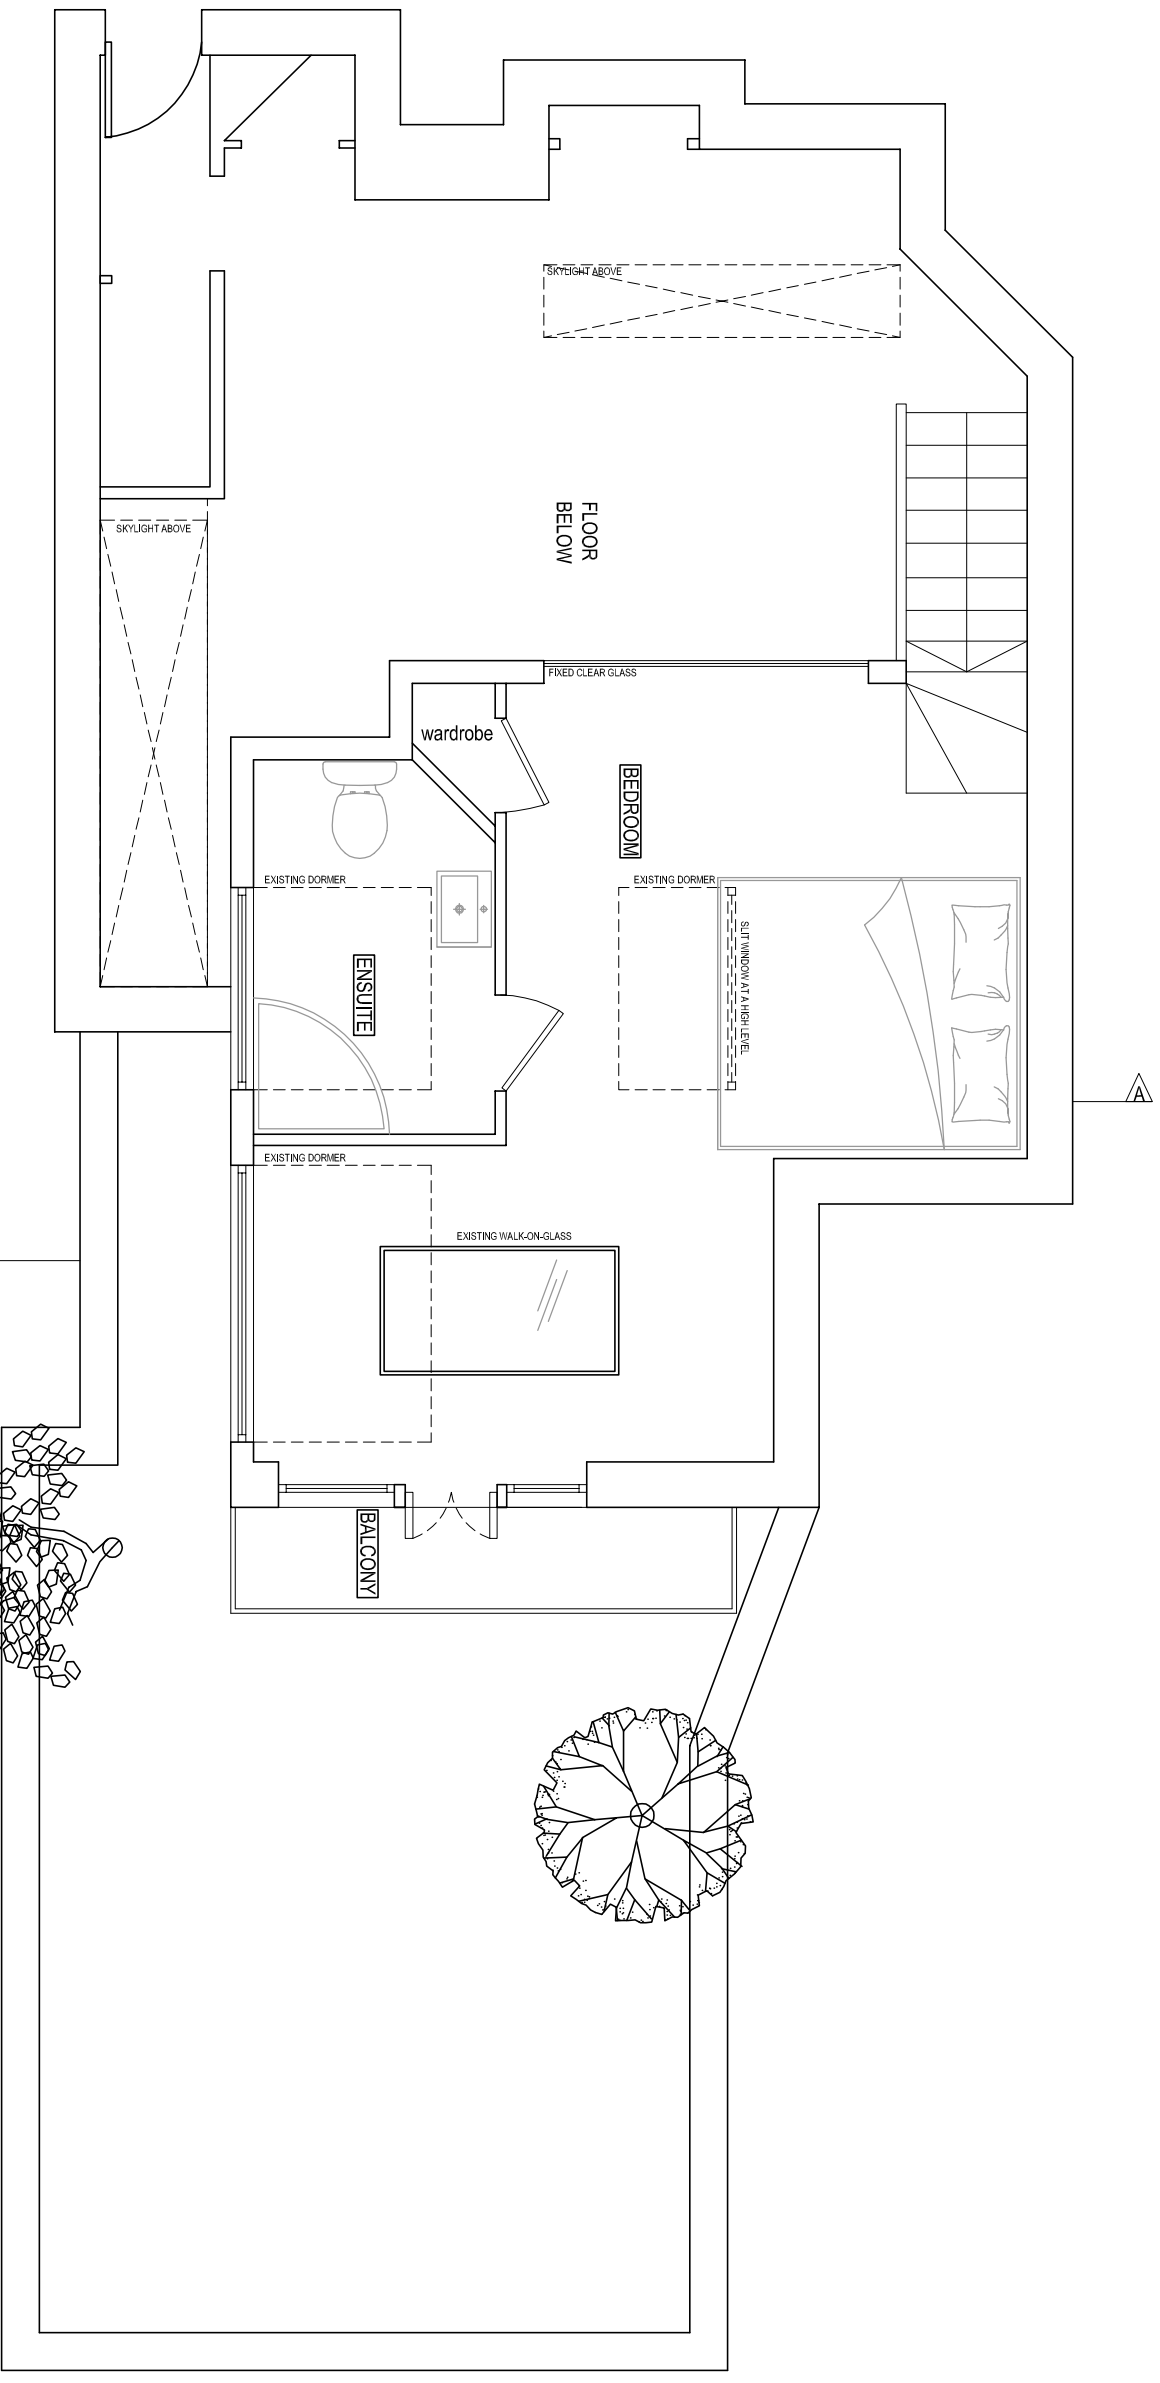 SKYLIGHT ABOVE
FLOOR
BELOW
SKYLIGHT ABOVE
FIXED CLEAR GLASS
wardrobe
BEDROOM
EXISTING DORMER
EXISTING DORMER
SLIT WINDOW AT A HIGH LEVEL
ENSUITE
A
EXISTING DORMER
EXISTING WALK-ON-GLASS
BALCONY